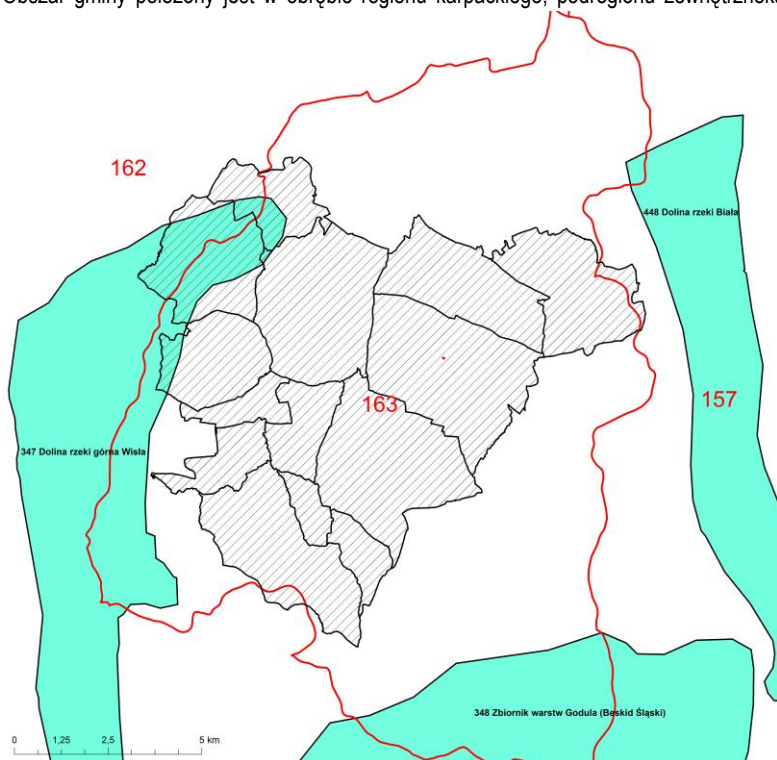 Obszar gminy położony jest w obrębie regionu karpackiego, podregionu zewnętrznoka
162
448 Dolina rzeki Biała
163
157
347 Dolina rzeki górna Wisła
348 Zbiornik warstw Godula (Beskid Śląski)
0 1,25 2,5 5 km